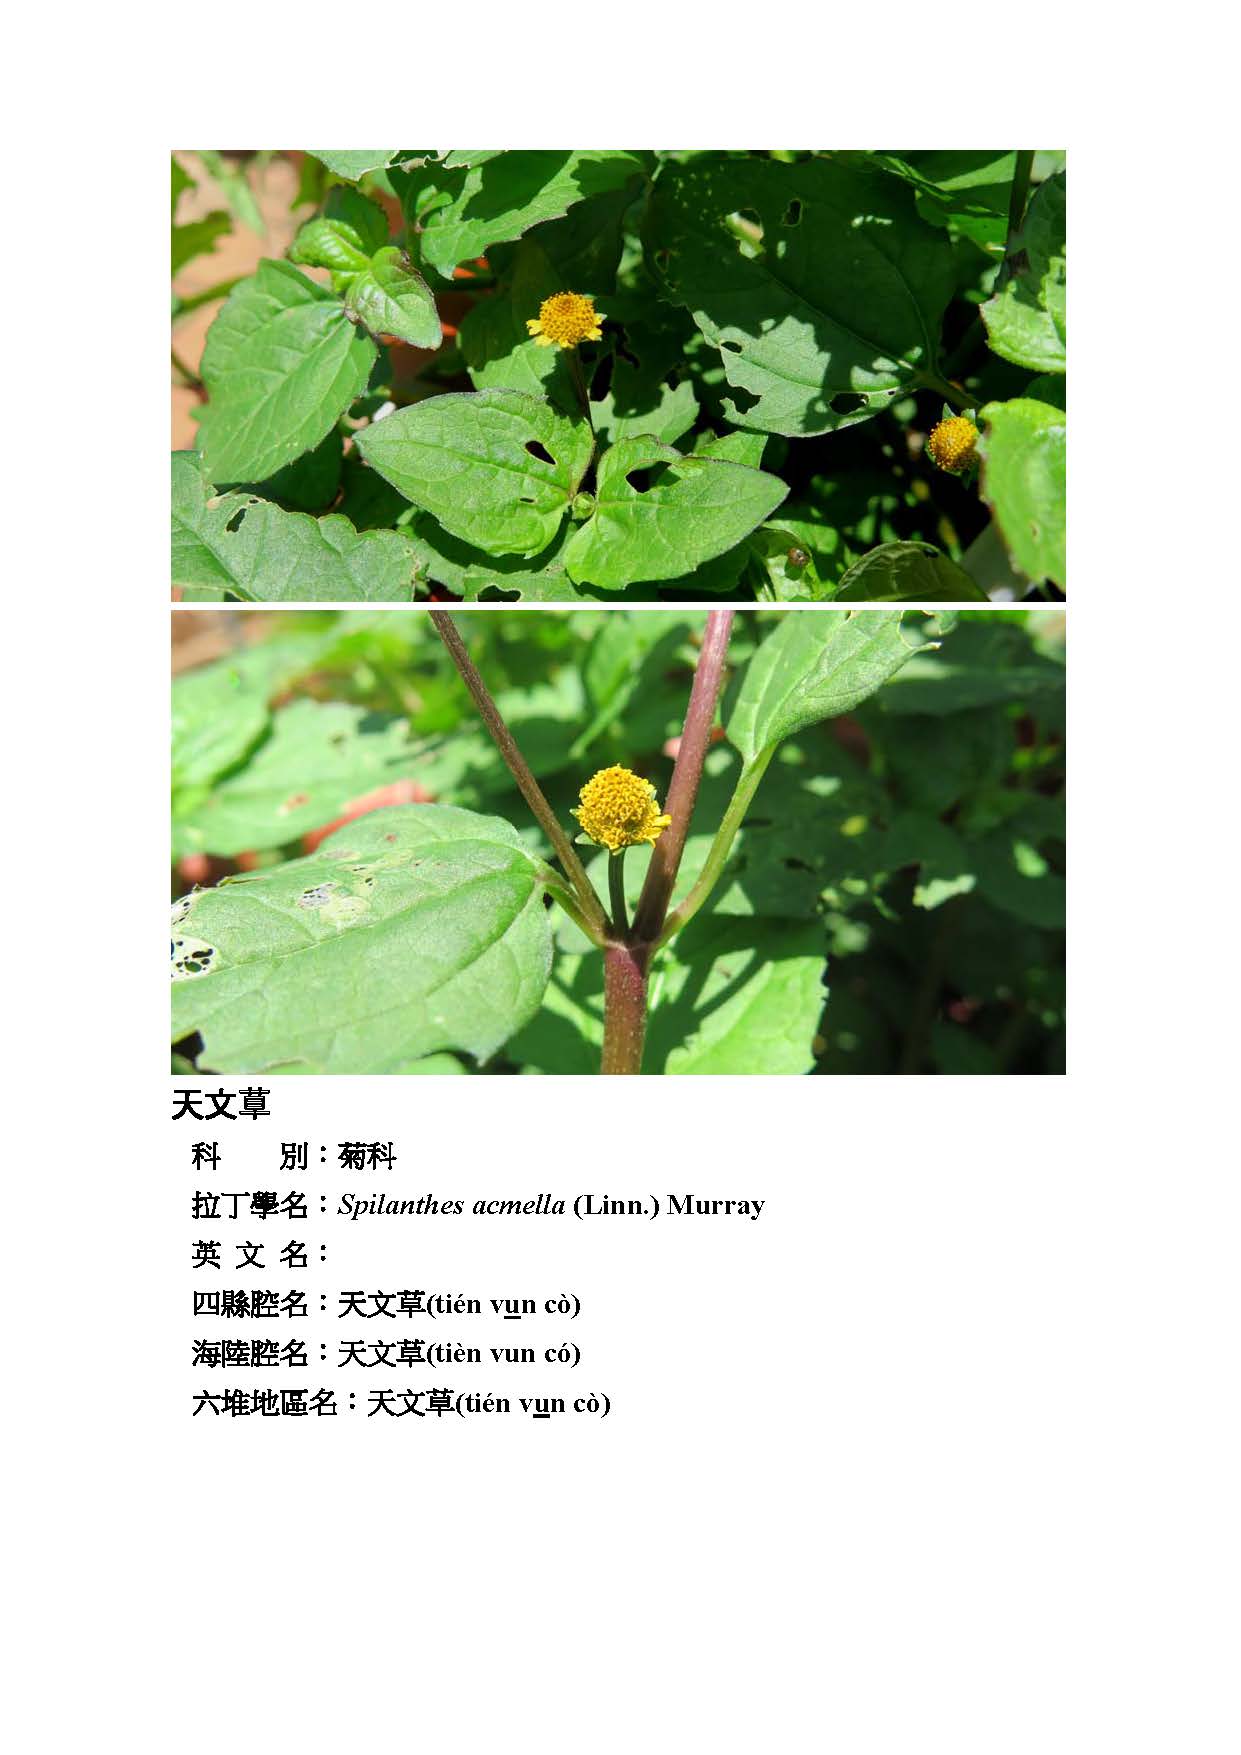 天文草
科　　別：菊科
拉丁學名：Spilanthes acmella (Linn.) Murray
英 文 名：
四縣腔名：天文草(tién vun cò)
海陸腔名：天文草(tièn vun có)
六堆地區名：天文草(tién vun cò)